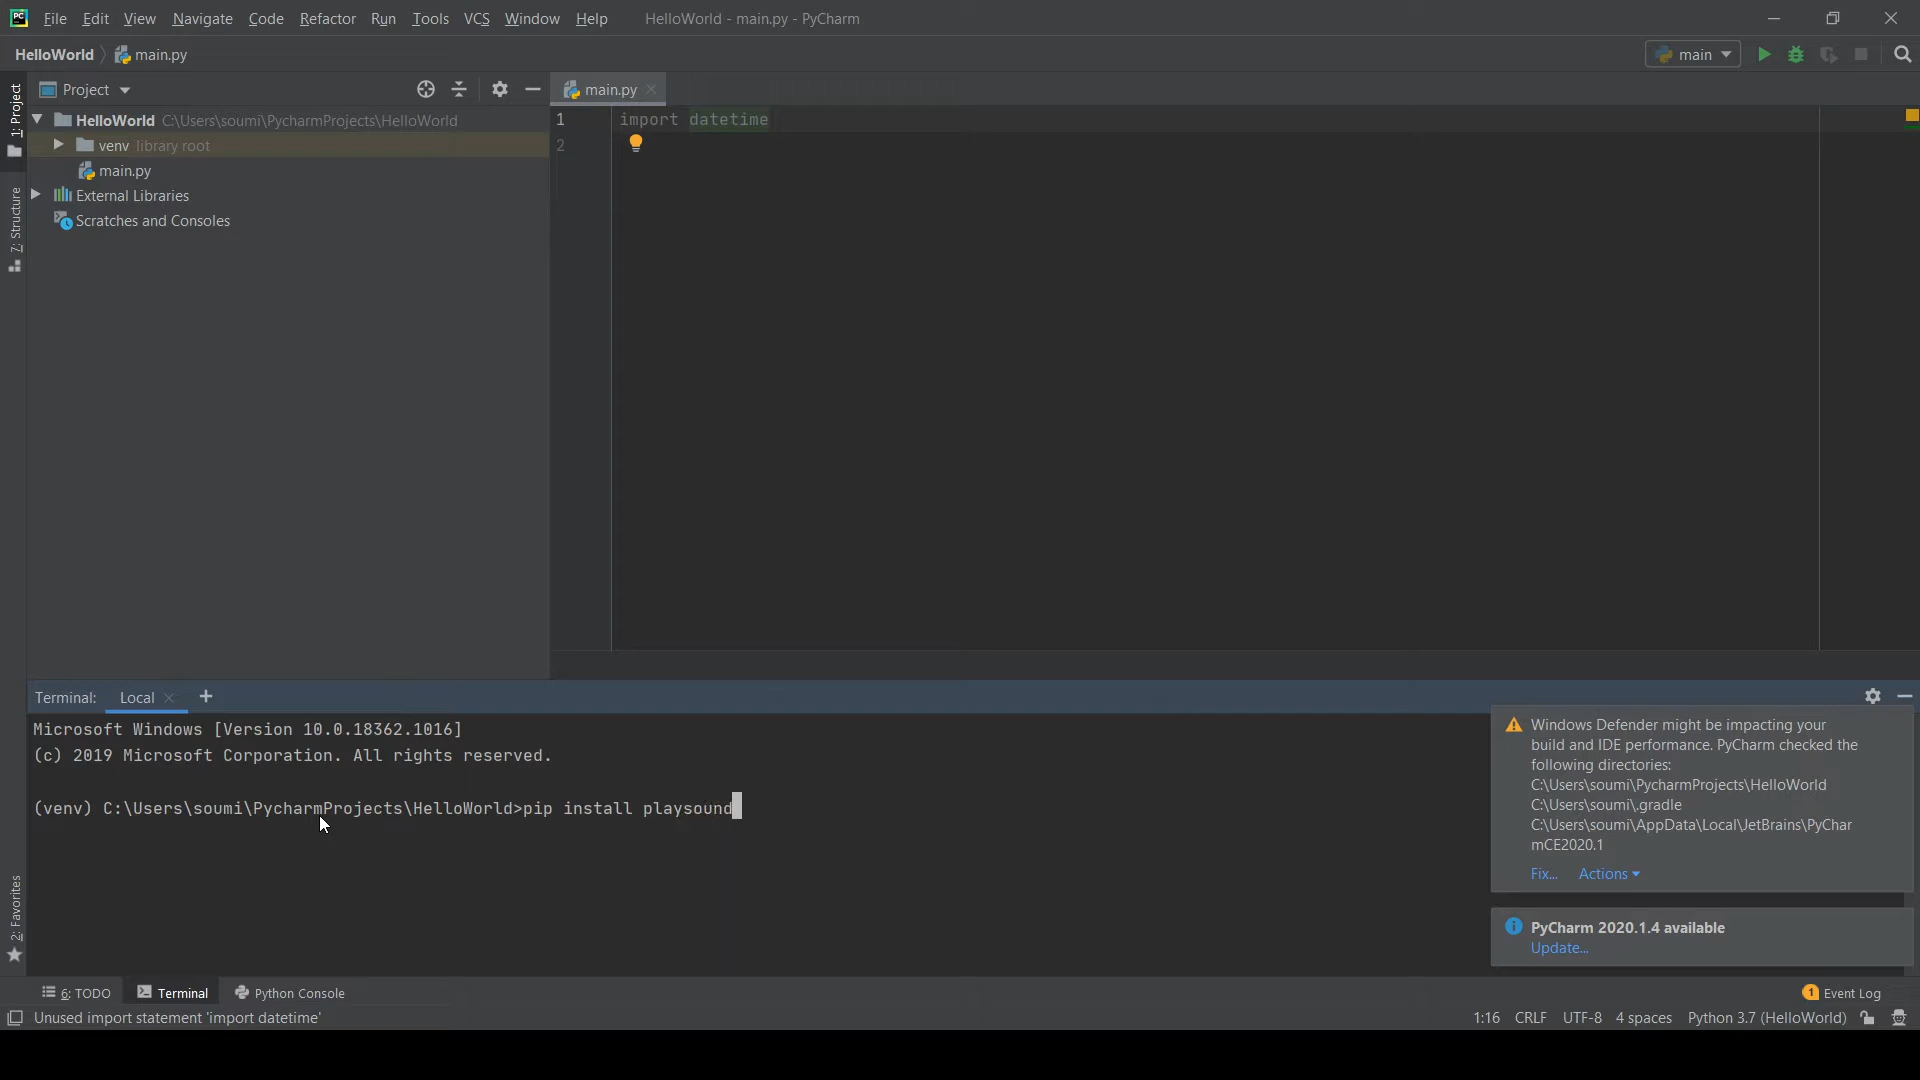 PC File Edit View Navigate Code Refactor Run Tools VCS Window Help HelloWorld - main.py - PyCharm
HelloWorld main.py main
1: Project
Project main.py
HelloWorld C:\Users\soumi\PycharmProjects\HelloWorld
venv library root
main.py
External Libraries
Scratches and Consoles
7: Structure
1 import datetime
2
Terminal: Local +
Microsoft Windows [Version 10.0.18362.1016]
(c) 2019 Microsoft Corporation. All rights reserved.
(venv) C:\Users\soumi\PycharmProjects\HelloWorld>pip install playsound
Windows Defender might be impacting your
build and IDE performance. PyCharm checked the
following directories:
C:\Users\soumi\PycharmProjects\HelloWorld
C:\Users\soumi\.gradle
C:\Users\soumi\AppData\Local\JetBrains\PyChar
mCE2020.1
Fix... Actions
PyCharm 2020.1.4 available
Update...
2: Favorites
6: TODO Terminal Python Console 1 Event Log
Unused import statement 'import datetime' 1:16 CRLF UTF-8 4 spaces Python 3.7 (HelloWorld)